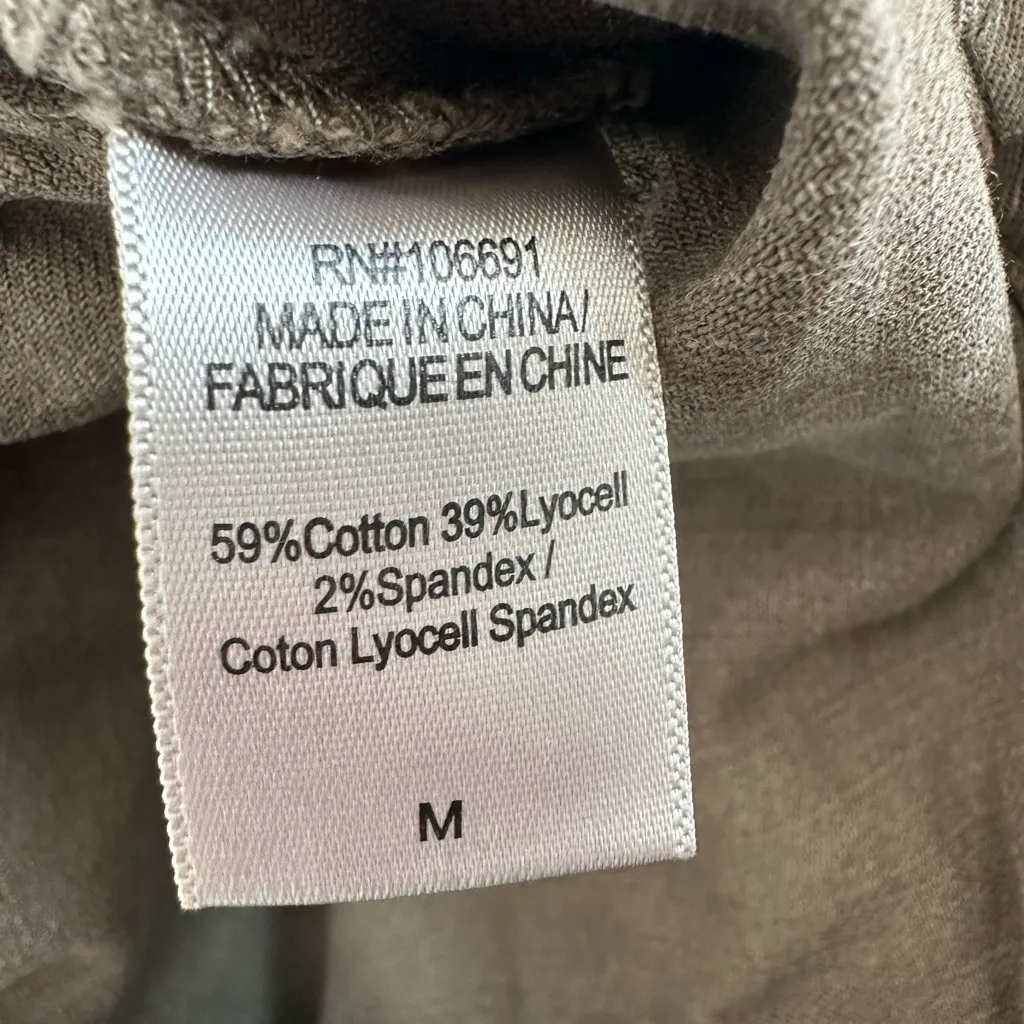 RN#106691
MADE IN CHINA/
FABRIQUE EN CHINE
59%Cotton 39%Lyocell
2%Spandex /
Coton Lyocell Spandex
M